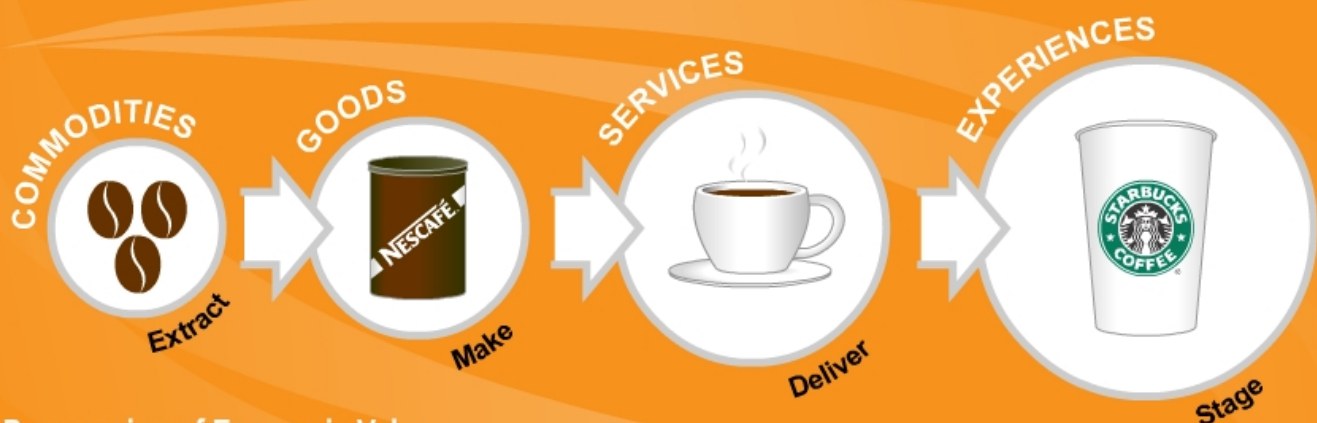 COMMODITIES
Extract
GOODS
NESCAFÉ
Make
SERVICES
Deliver
EXPERIENCES
STARBUCKS
COFFEE
Stage